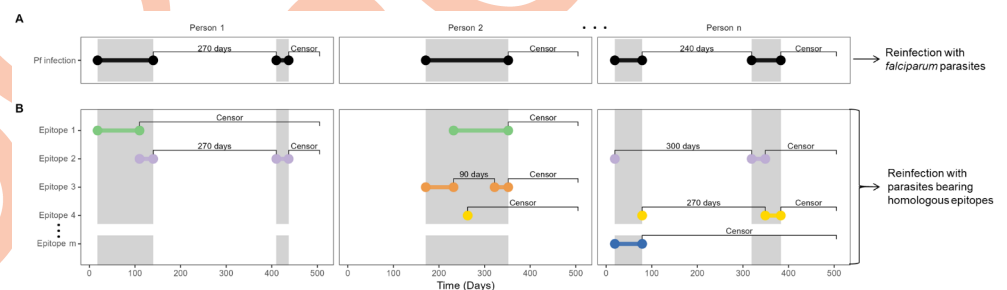 A
Person 1
Person 2
• • •
Person n
Pf infection
270 days
Censor
Censor
240 days
Censor
Reinfection with
falciparum parasites
B
Epitope 1
Censor
Censor
Epitope 2
270 days
Censor
300 days
Censor
Epitope 3
90 days
Censor
Epitope 4
Censor
270 days
Censor
Epitope m
Censor
Reinfection with
parasites bearing
homologous epitopes
0 100 200 300 400 500
0 100 200 300 400 500
0 100 200 300 400 500
Time (Days)